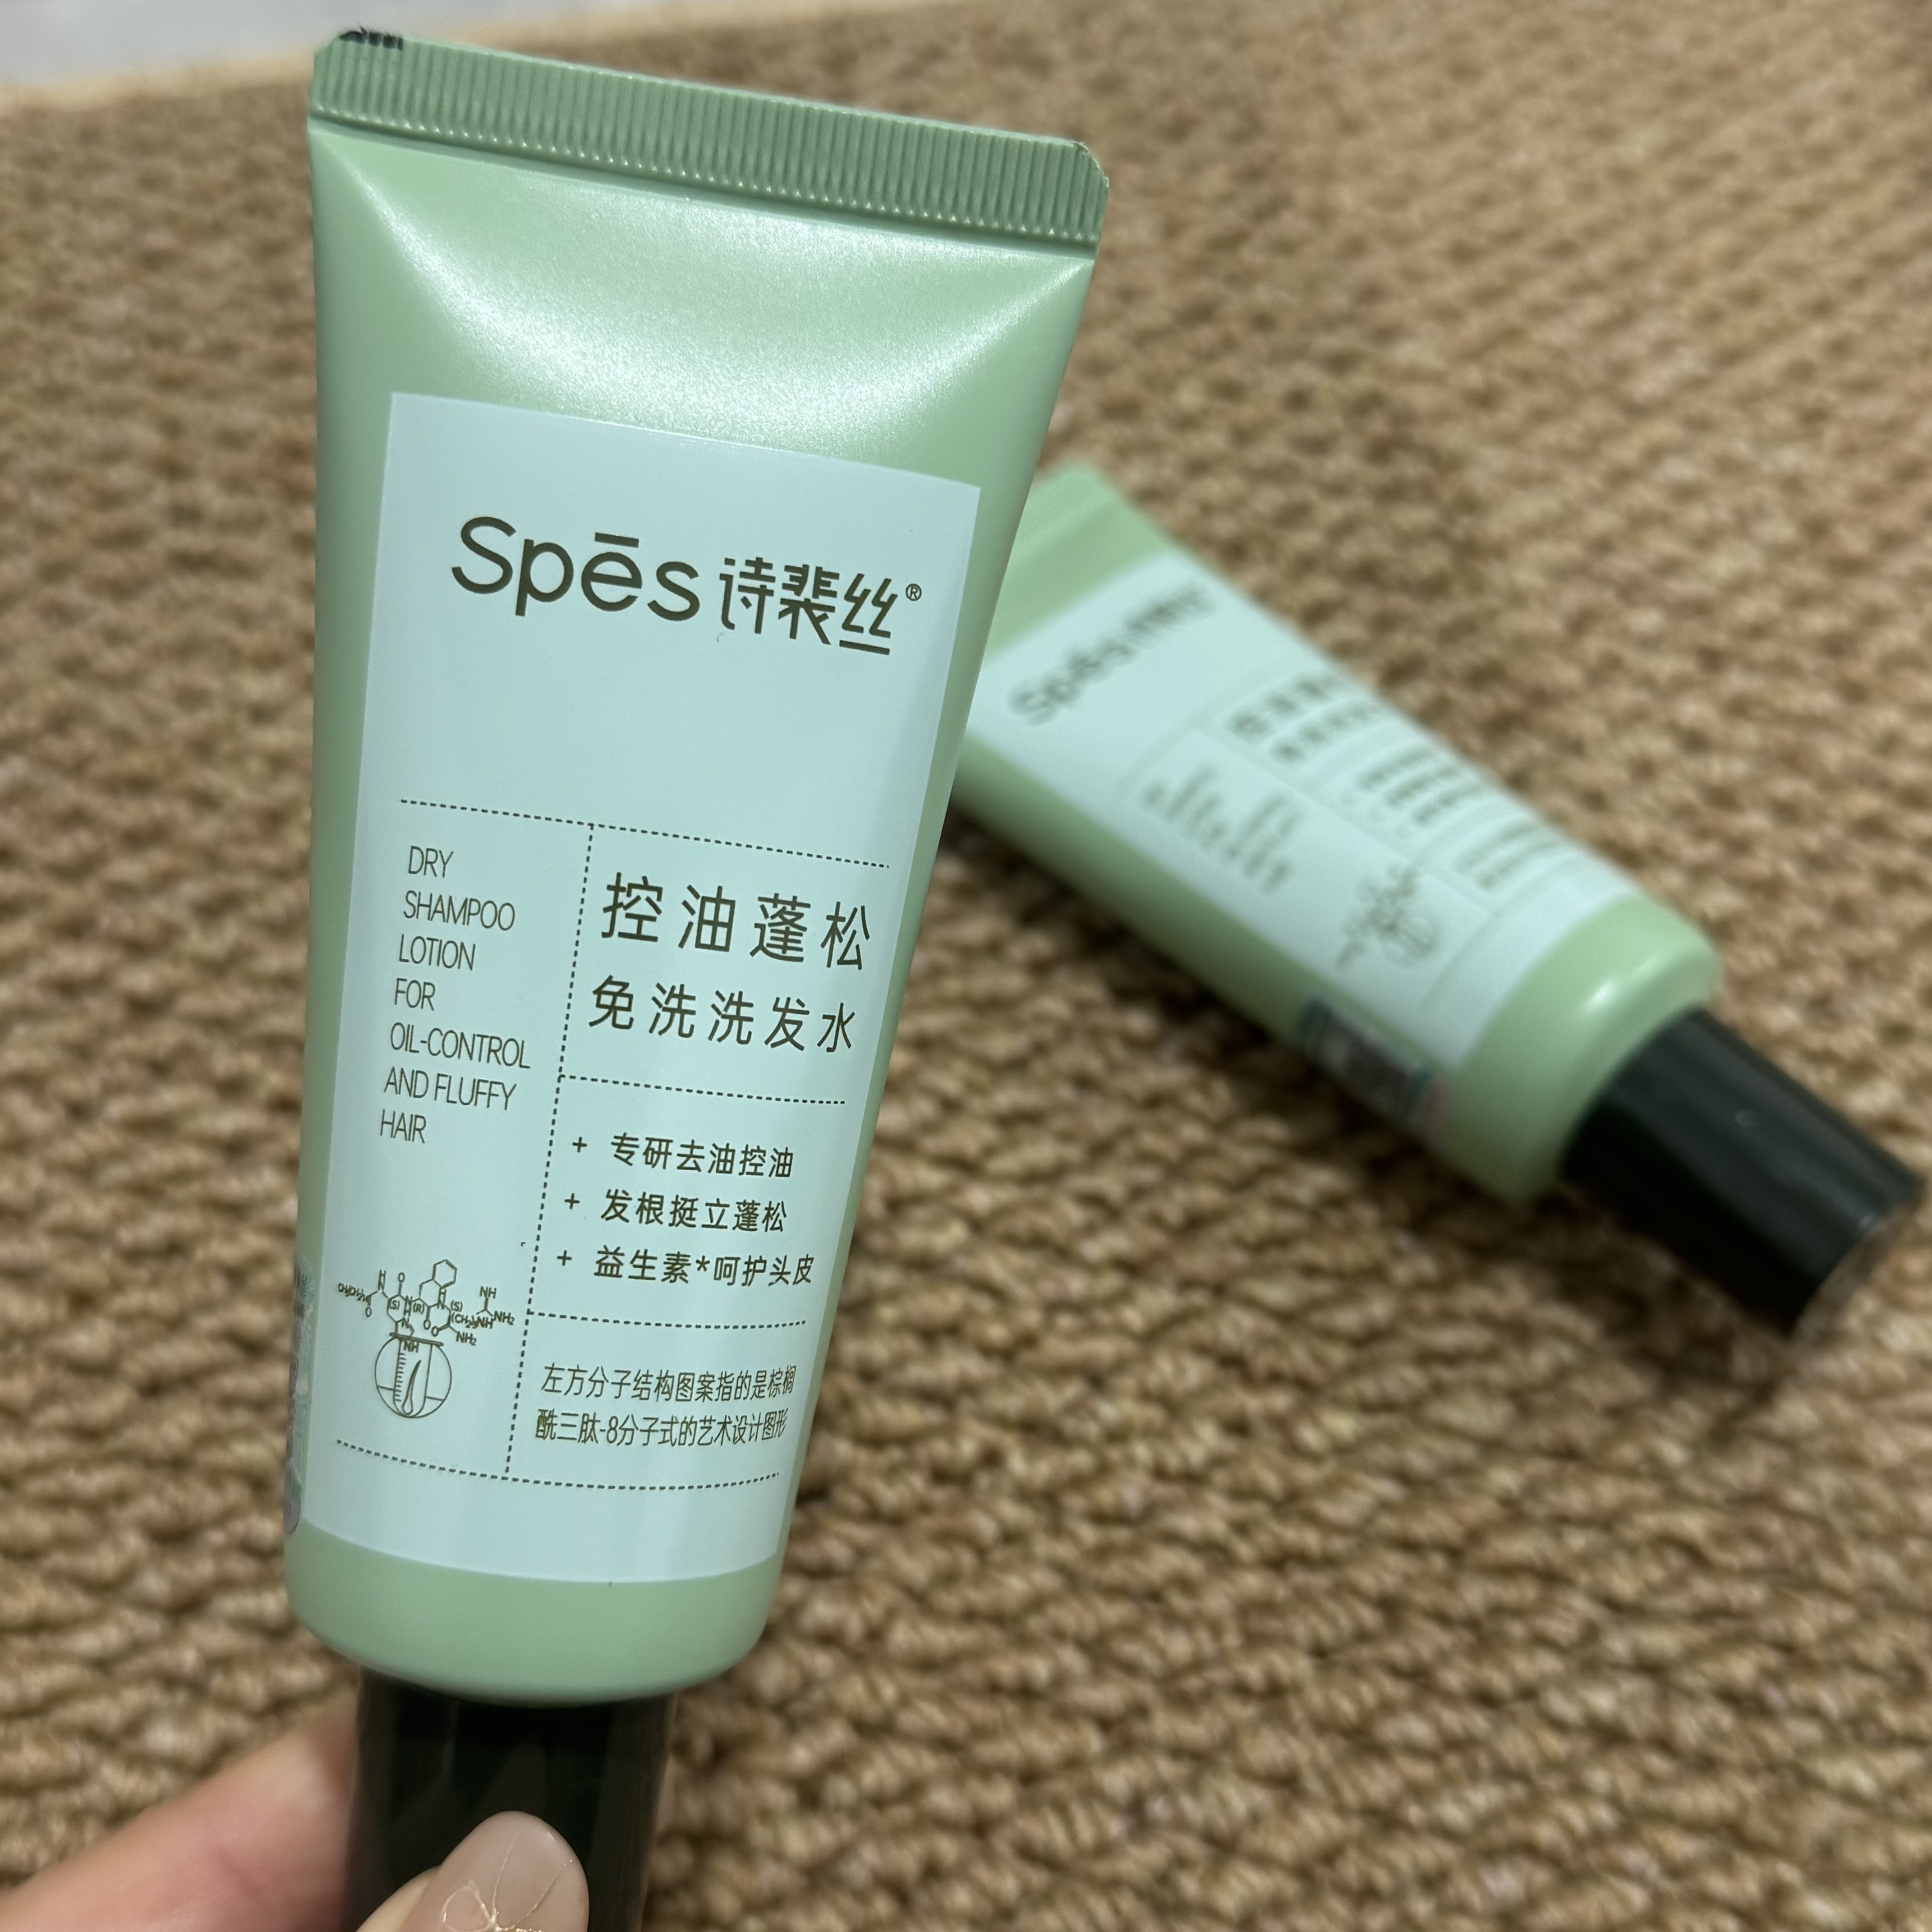 Spēs 诗裴丝®
DRY
SHAMPOO
LOTION
FOR
OIL-CONTROL
AND FLUFFY
HAIR
控油蓬松
免洗洗发水
+ 专研去油控油
+ 发根挺立蓬松
+ 益生素*呵护头皮
左方分子结构图案指的是棕榈
酰三肽-8分子式的艺术设计图形
Spēs